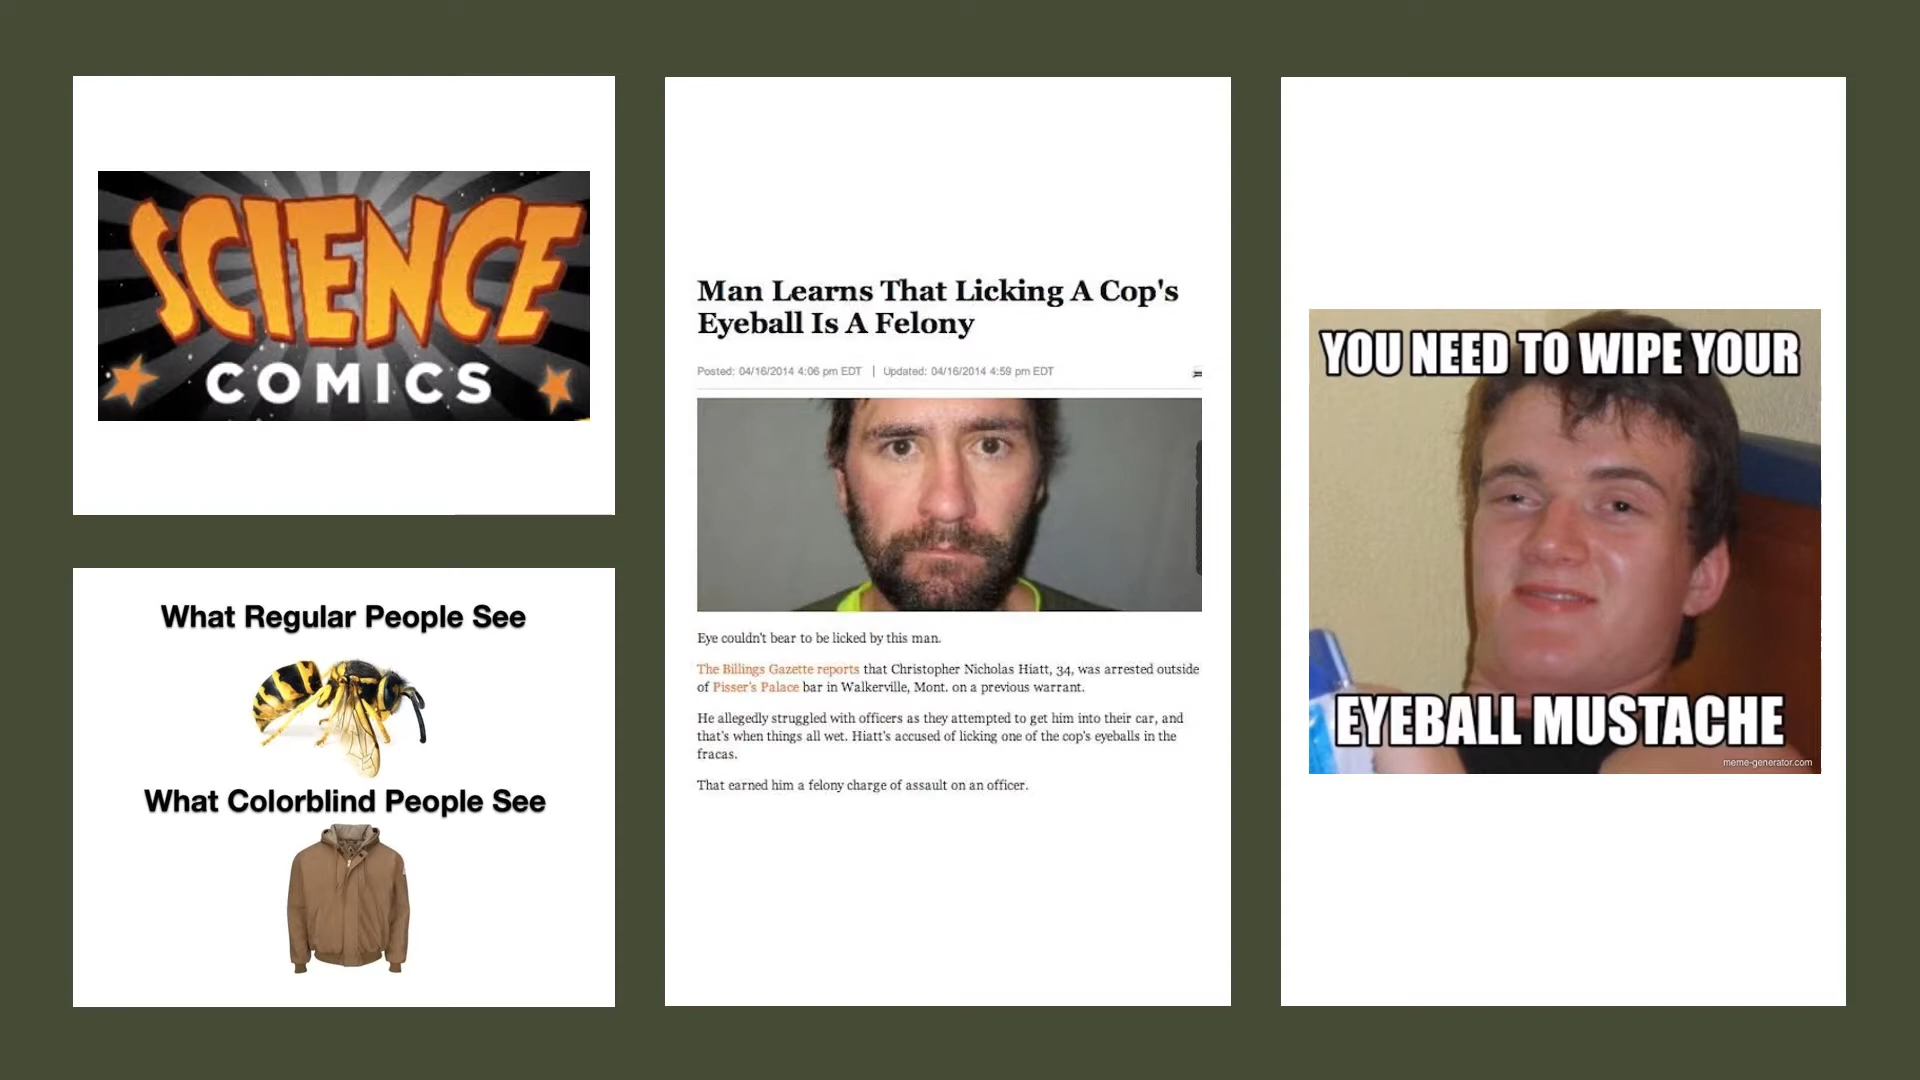 SCIENCE
COMICS
What Regular People See
What Colorblind People See
Man Learns That Licking A Cop's
Eyeball Is A Felony
Posted: 04/16/2014 4:06 pm EDT | Updated: 04/16/2014 4:59 pm EDT
Eye couldn't bear to be licked by this man.
The Billings Gazette reports that Christopher Nicholas Hiatt, 34, was arrested outside
of Pisser's Palace bar in Walkerville, Mont. on a previous warrant.
He allegedly struggled with officers as they attempted to get him into their car, and
that's when things all wet. Hiatt's accused of licking one of the cop's eyeballs in the
fracas.
That earned him a felony charge of assault on an officer.
YOU NEED TO WIPE YOUR
EYEBALL MUSTACHE
meme-generator.com